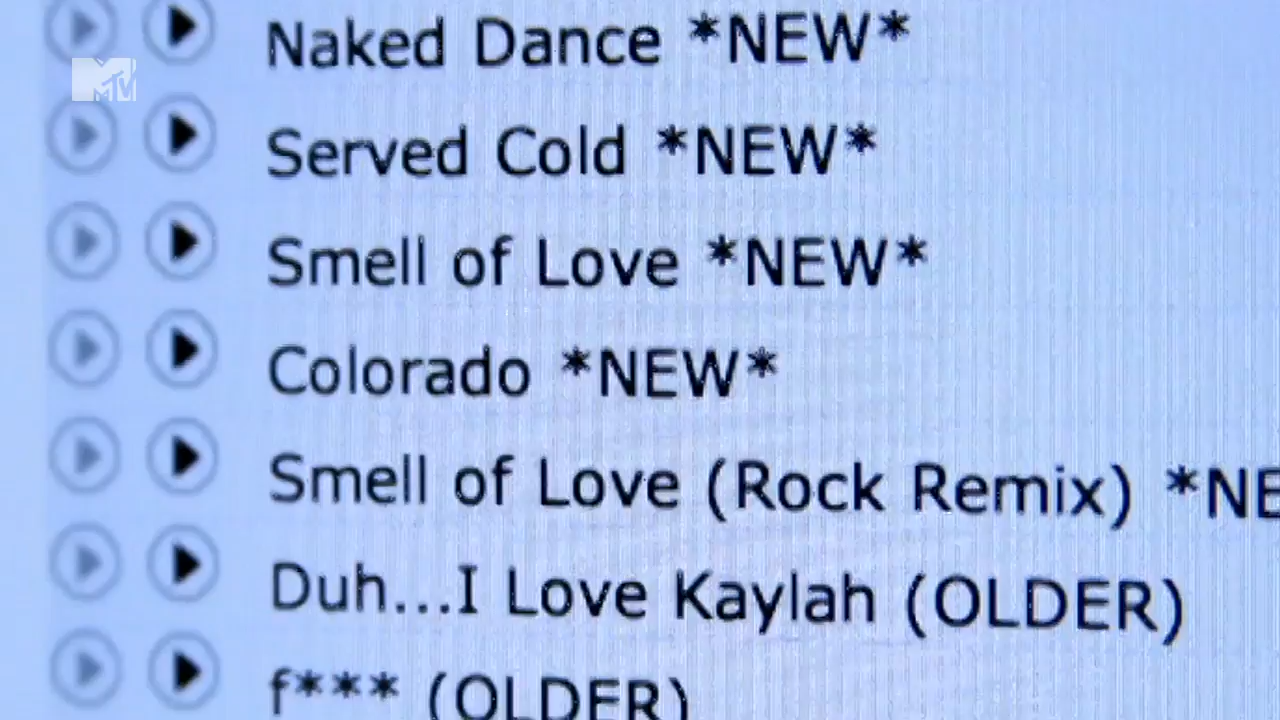 Naked Dance *NEW*
MTV
Served Cold *NEW*
Smell of Love *NEW*
Colorado *NEW*
Smell of Love (Rock Remix) *NE
Duh...I Love Kaylah (OLDER)
f*** (OLDER)